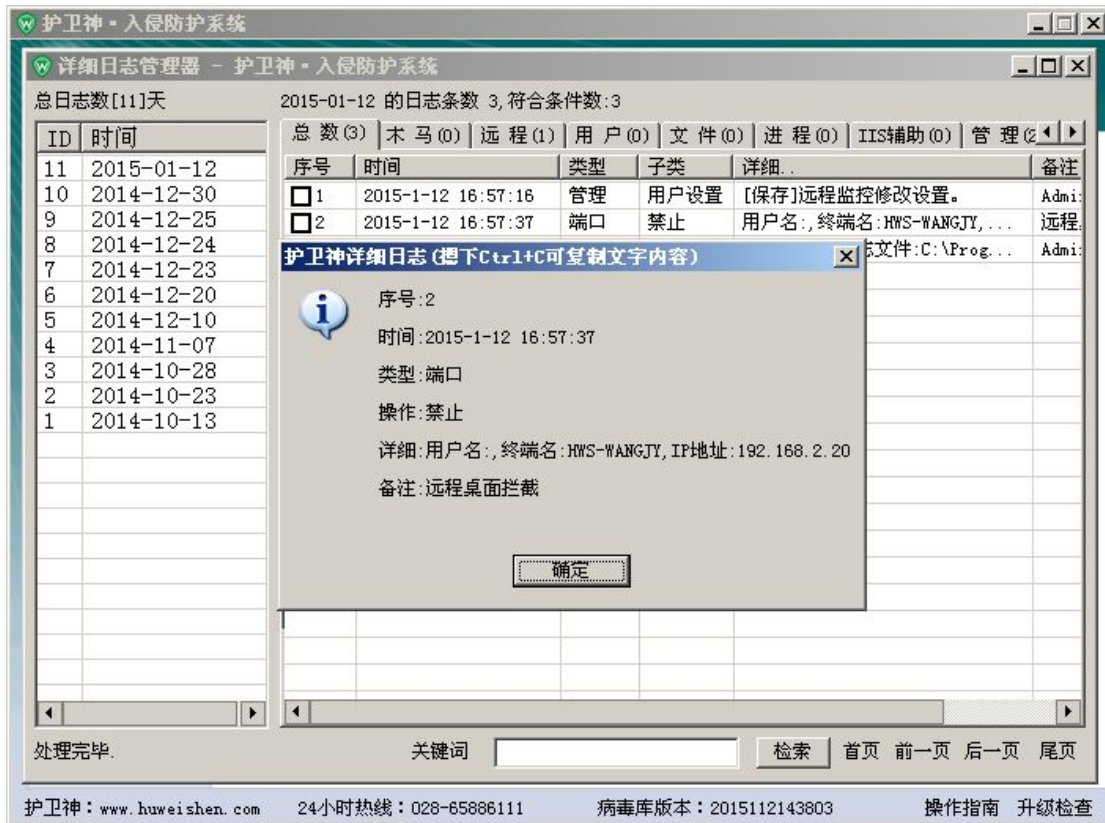 护卫神·入侵防护系统
详细日志管理器 - 护卫神·入侵防护系统
总日志数[11]天
2015-01-12 的日志条数 3,符合条件数:3
ID 时间
11 2015-01-12
10 2014-12-30
9 2014-12-25
8 2014-12-24
7 2014-12-23
6 2014-12-20
5 2014-12-10
4 2014-11-07
3 2014-10-28
2 2014-10-23
1 2014-10-13
总 数(3) 木 马(0) 远 程(1) 用 户(0) 文 件(0) 进 程(0) IIS辅助(0) 管 理(2
序号 时间 类型 子类 详细.. 备注
1 2015-1-12 16:57:16 管理 用户设置 [保存]远程监控修改设置。 Admi
2 2015-1-12 16:57:37 端口 禁止 用户名:,终端名:HWS-WANGJY,... 远程
文件:C:\Prog... Admi
护卫神详细日志(摁下Ctrl+C可复制文字内容)
序号:2
时间:2015-1-12 16:57:37
类型:端口
操作:禁止
详细:用户名:,终端名:HWS-WANGJY,IP地址:192.168.2.20
备注:远程桌面拦截
确定
处理完毕.
关键词 检索 首页 前一页 后一页 尾页
护卫神：www.huweishen.com 24小时热线：028-65886111 病毒库版本：2015112143803 操作指南 升级检查